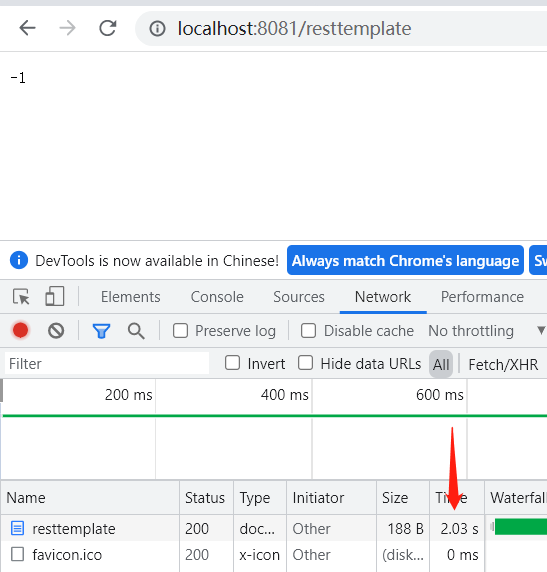 localhost:8081/resttemplate
-1
DevTools is now available in Chinese! Always match Chrome's language Sw
Elements Console Sources Network Performance
Preserve log Disable cache No throttling
Filter Invert Hide data URLs All Fetch/XHR
200 ms 400 ms 600 ms
Name Status Type Initiator Size Time Waterfall
resttemplate 200 doc... Other 188 B 2.03 s
favicon.ico 200 x-icon Other (disk... 0 ms